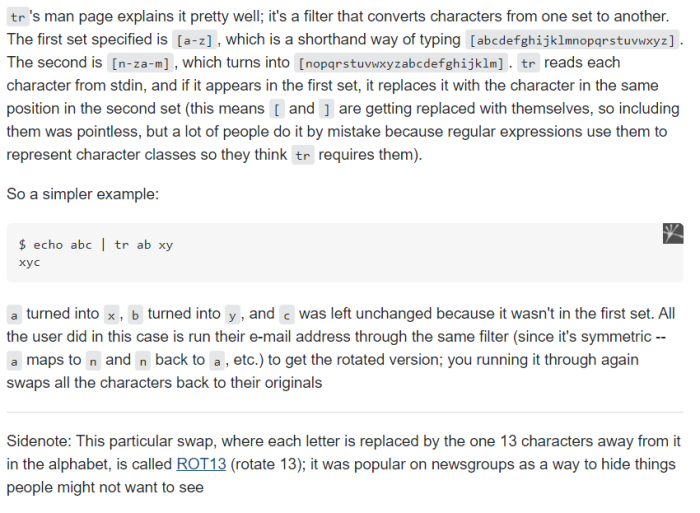 tr's man page explains it pretty well; it's a filter that converts characters from one set to another.
The first set specified is [a-z], which is a shorthand way of typing [abcdefghijklmnopqrstuvwxyz].
The second is [n-za-m], which turns into [nopqrstuvwxyzabcdefghijklm]. tr reads each
character from stdin, and if it appears in the first set, it replaces it with the character in the same
position in the second set (this means [ and ] are getting replaced with themselves, so including
them was pointless, but a lot of people do it by mistake because regular expressions use them to
represent character classes so they think tr requires them).
So a simpler example:
$ echo abc | tr ab xy
xyc
a turned into x, b turned into y, and c was left unchanged because it wasn't in the first set. All
the user did in this case is run their e-mail address through the same filter (since it's symmetric --
a maps to n and n back to a, etc.) to get the rotated version; you running it through again
swaps all the characters back to their originals
Sidenote: This particular swap, where each letter is replaced by the one 13 characters away from it
in the alphabet, is called ROT13 (rotate 13); it was popular on newsgroups as a way to hide things
people might not want to see